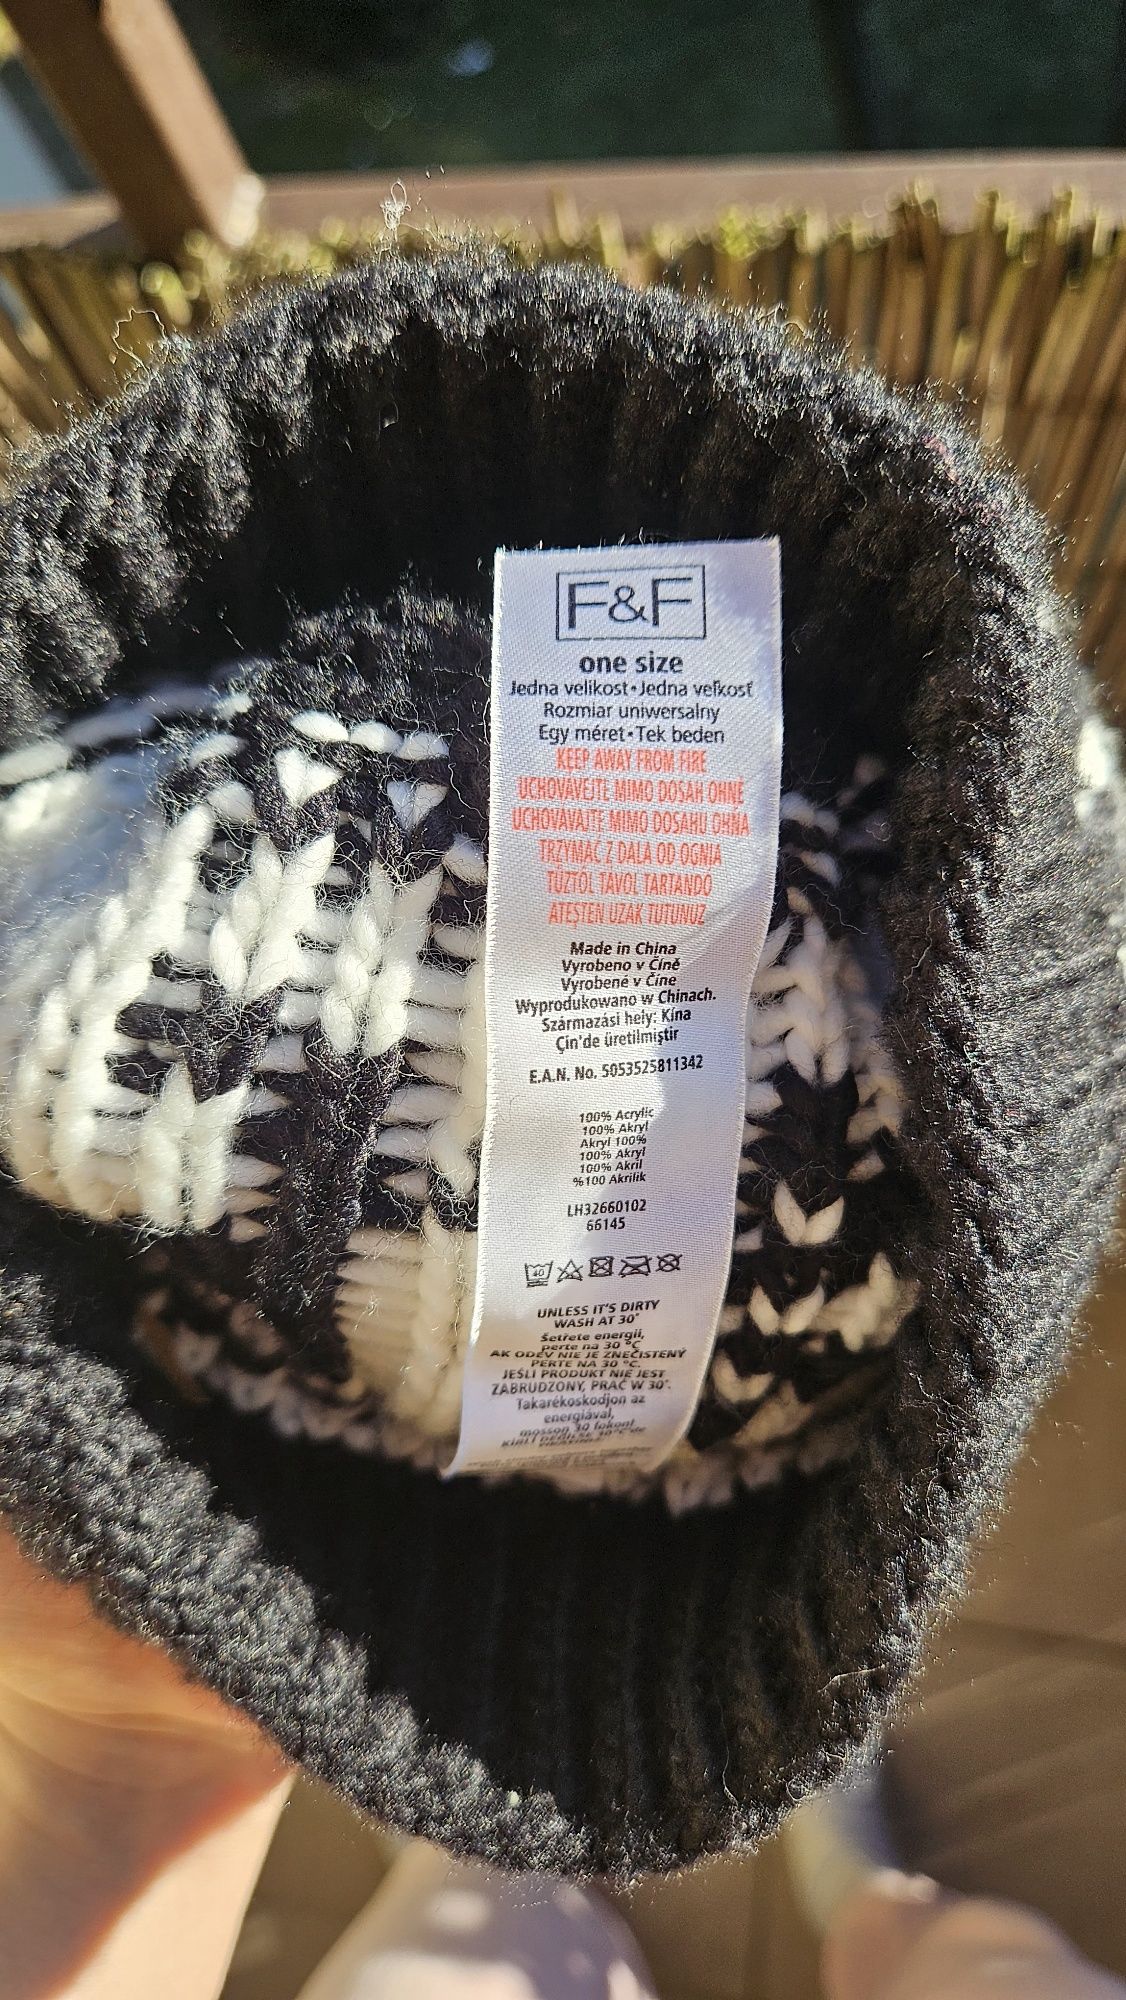 F&F
one size
Jedna velikost • Jedna veľkosť
Rozmiar uniwersalny
Egy méret • Tek beden
KEEP AWAY FROM FIRE
UCHOVÁVEJTE MIMO DOSAH OHNĚ
UCHOVÁVAJTE MIMO DOSAHU OHŇA
TRZYMAĆ Z DALA OD OGNIA
TŰZTŐL TÁVOL TARTANDÓ
ATEŞTEN UZAK TUTUNUZ
Made in China
Vyrobeno v Číně
Vyrobené v Číne
Wyprodukowano w Chinach.
Származási hely: Kína
Çin'de üretilmiştir
E.A.N. No. 5053525811342
100% Acrylic
100% Akryl
Akryl 100%
100% Akryl
100% Akril
%100 Akrilik
LH32660102
66145
40
UNLESS IT'S DIRTY
WASH AT 30°
Šetřete energii,
perte na 30 °C
AK ODEV NIE JE ZNEČISTENÝ
PERTE NA 30 °C.
JEŚLI PRODUKT NIE JEST
ZABRUDZONY, PRAĆ W 30°.
Takarékoskodjon az
energiával,
mosson 30 fokon!